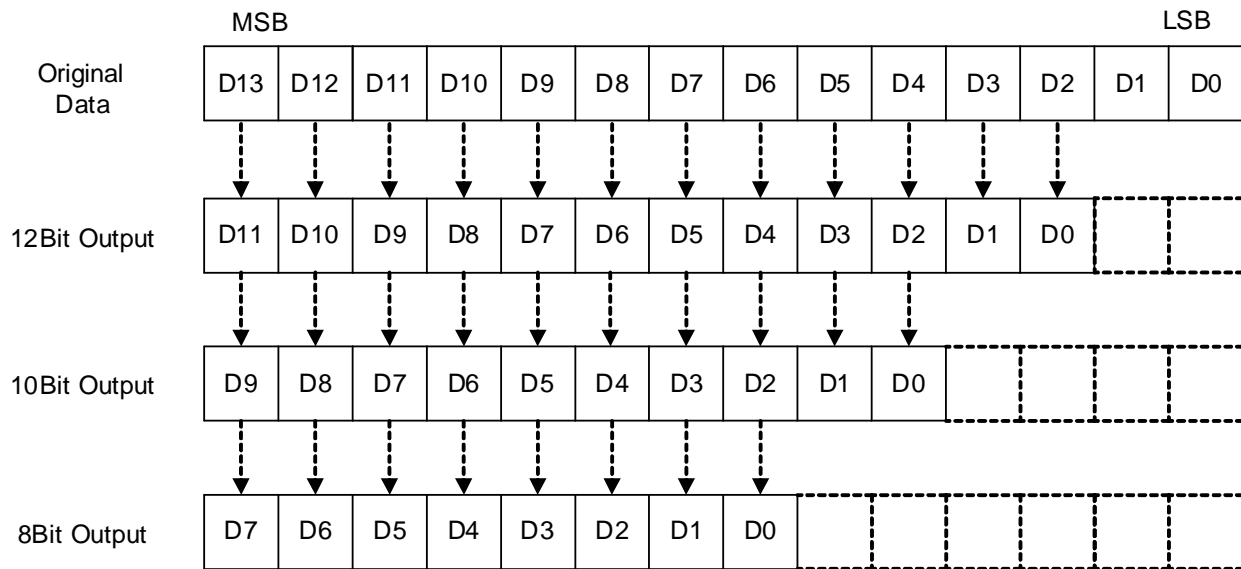 MSB LSB
Original
Data
D13 D12 D11 D10 D9 D8 D7 D6 D5 D4 D3 D2 D1 D0
12Bit Output
D11 D10 D9 D8 D7 D6 D5 D4 D3 D2 D1 D0
10Bit Output
D9 D8 D7 D6 D5 D4 D3 D2 D1 D0
8Bit Output
D7 D6 D5 D4 D3 D2 D1 D0